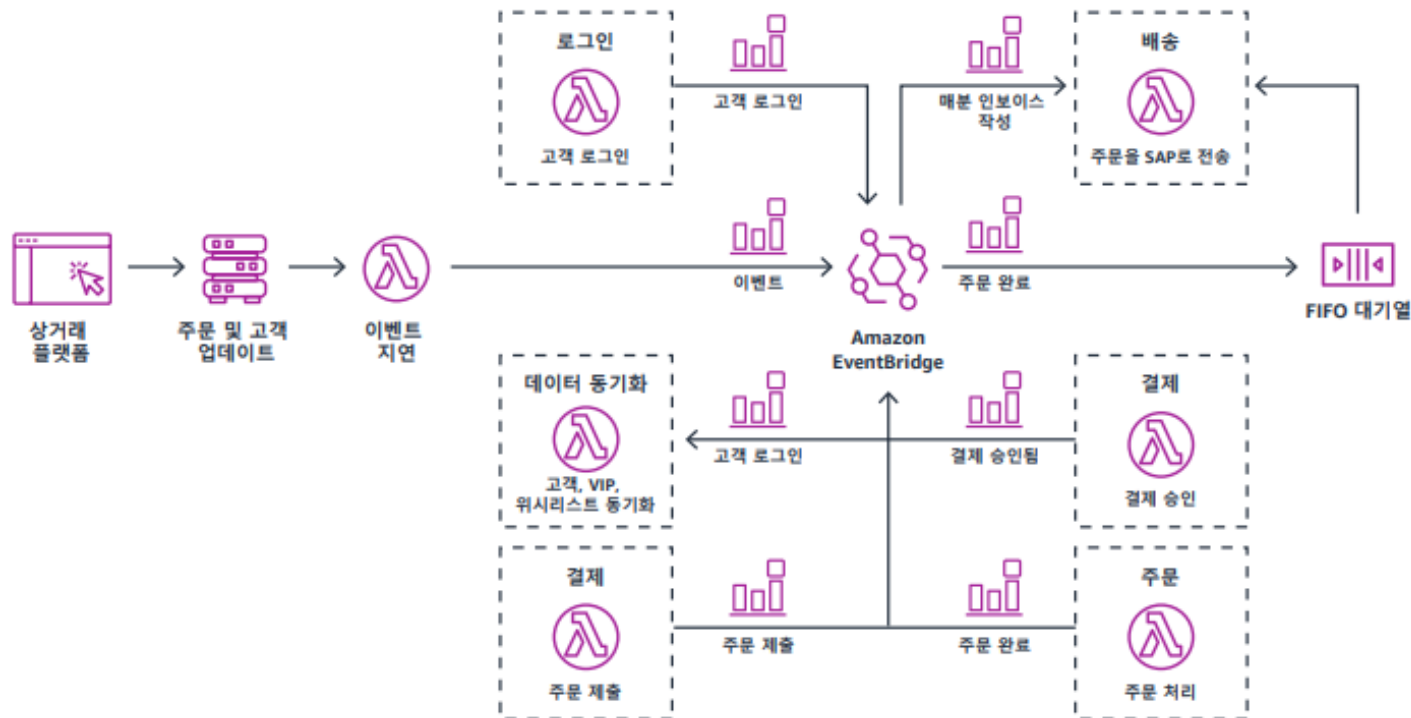 로그인
고객 로그인
고객 로그인
매분 인보이스
작성
배송
주문을 SAP로 전송
상거래
플랫폼
주문 및 고객
업데이트
이벤트
지연
이벤트
Amazon
EventBridge
주문 완료
FIFO 대기열
데이터 동기화
고객, VIP,
위시리스트 동기화
고객 로그인
결제 승인됨
결제
결제 승인
결제
주문 제출
주문 제출
주문 완료
주문
주문 처리